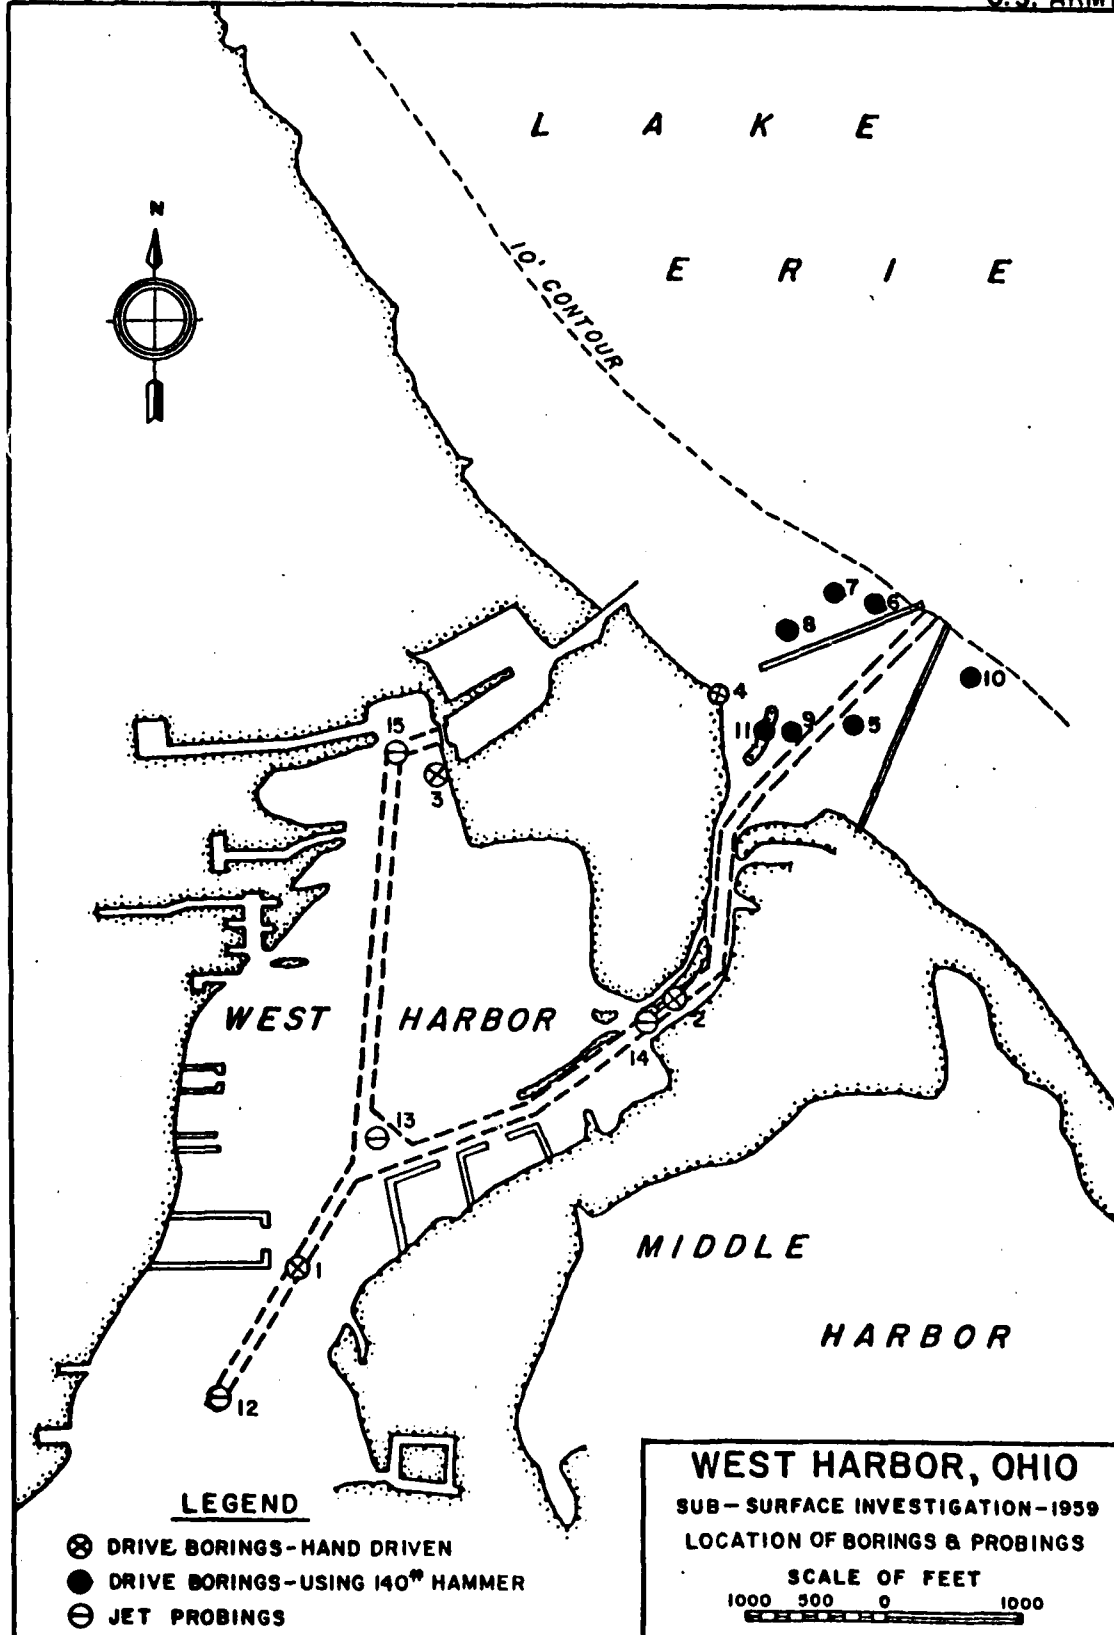 L A K E
N
10' CONTOUR
E R I E
7
6
8
10
4
15
11
9
5
3
WEST HARBOR
2
14
13
MIDDLE
1
HARBOR
12
WEST HARBOR, OHIO
SUB-SURFACE INVESTIGATION-1959
LOCATION OF BORINGS & PROBINGS
SCALE OF FEET
1000 500 0 1000
LEGEND
DRIVE BORINGS-HAND DRIVEN
DRIVE BORINGS-USING 140# HAMMER
JET PROBINGS